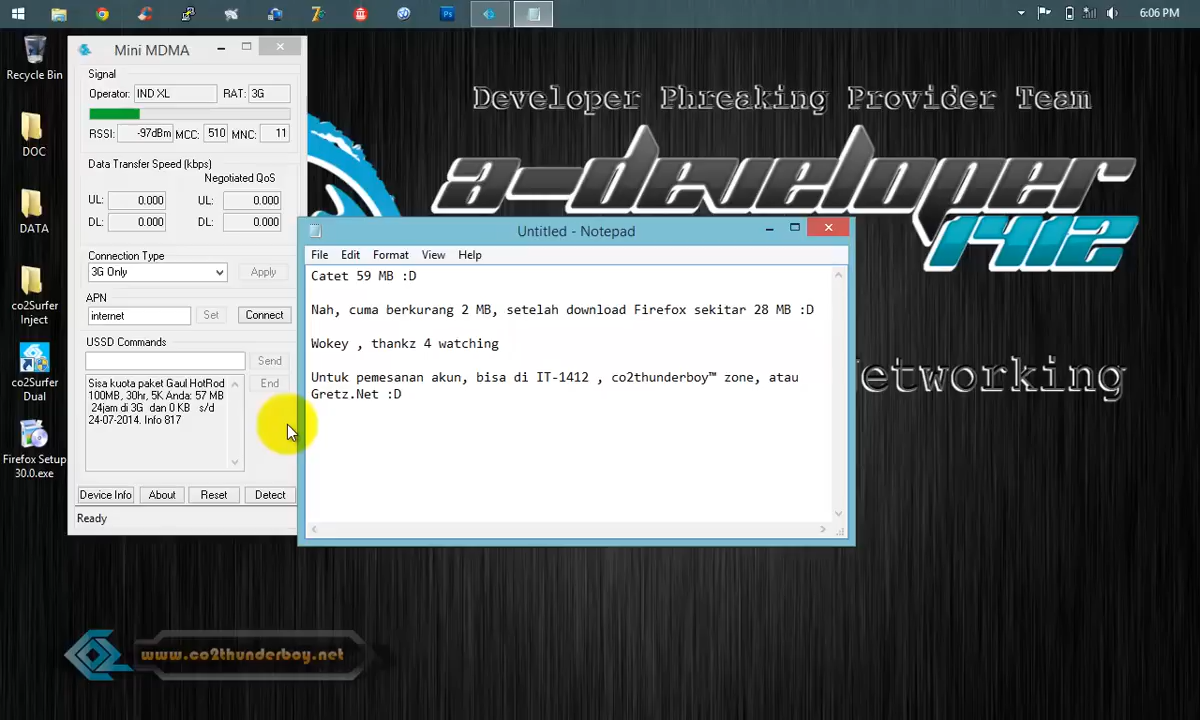 6:06 PM
Recycle Bin
DOC
DATA
co2Surfer
Inject
co2Surfer
Dual
Firefox Setup
30.0.exe
Mini MDMA
Signal
Operator: IND XL RAT: 3G
RSSI: -97dBm MCC: 510 MNC: 11
Data Transfer Speed (kbps)
Negotiated QoS
UL: 0.000 UL: 0.000
DL: 0.000 DL: 0.000
Connection Type
3G Only Apply
APN
internet Set Connect
USSD Commands
Send
End
Sisa kuota paket Gaul HotRod
100MB, 30hr, 5K Anda: 57 MB
24jam di 3G dan 0 KB s/d
24-07-2014. Info 817
Device Info About Reset Detect
Ready
Untitled - Notepad
File Edit Format View Help
Catet 59 MB :D
Nah, cuma berkurang 2 MB, setelah download Firefox sekitar 28 MB :D
Wokey , thankz 4 watching
Untuk pemesanan akun, bisa di IT-1412 , co2thunderboy™ zone, atau
Gretz.Net :D
Developer Phreaking Provider Team
a-developer
1412
etworking
www.co2thunderboy.net